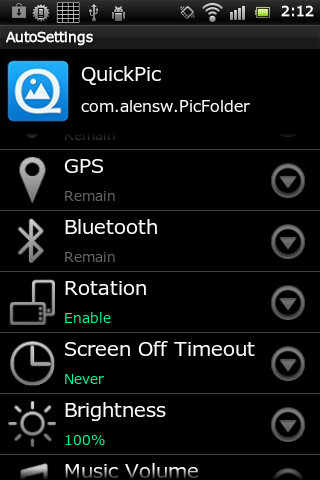 2:12
AutoSettings
QuickPic
com.alensw.PicFolder
GPS
Remain
Bluetooth
Remain
Rotation
Enable
Screen Off Timeout
Never
Brightness
100%
Music Volume